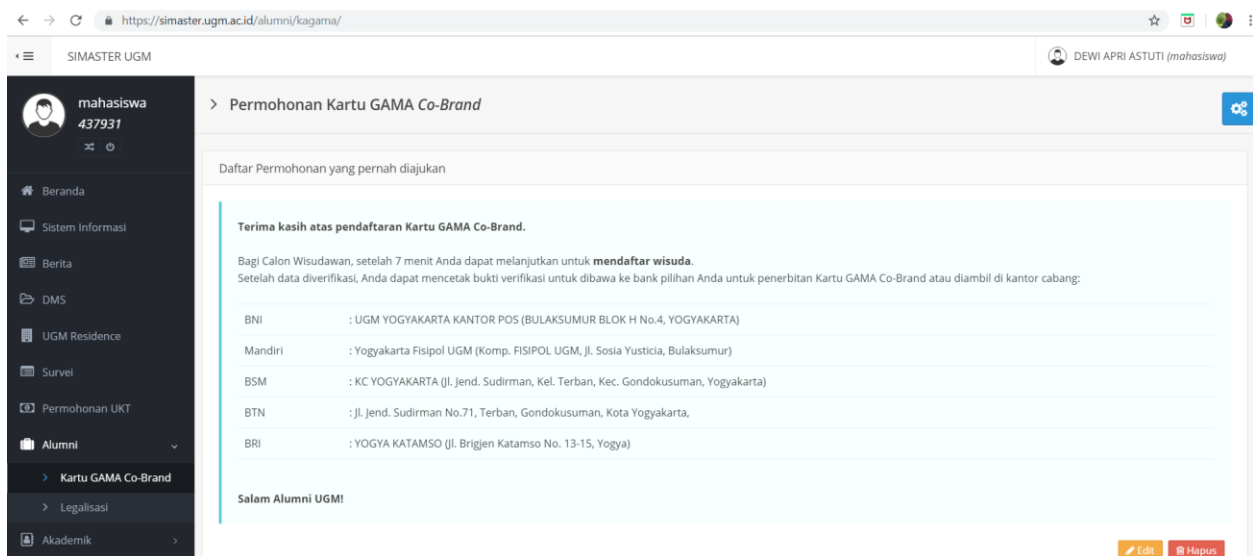 https://simaster.ugm.ac.id/alumni/kagama/
SIMASTER UGM
DEWI APRI ASTUTI (mahasiswa)
mahasiswa
437931
> Permohonan Kartu GAMA Co-Brand
Daftar Permohonan yang pernah diajukan
Beranda
Sistem Informasi
Berita
DMS
UGM Residence
Survei
Permohonan UKT
Alumni
> Kartu GAMA Co-Brand
> Legalisasi
Akademik
Terima kasih atas pendaftaran Kartu GAMA Co-Brand.
Bagi Calon Wisudawan, setelah 7 menit Anda dapat melanjutkan untuk mendaftar wisuda.
Setelah data diverifikasi, Anda dapat mencetak bukti verifikasi untuk dibawa ke bank pilihan Anda untuk penerbitan Kartu GAMA Co-Brand atau diambil di kantor cabang:
BNI : UGM YOGYAKARTA KANTOR POS (BULAKSUMUR BLOK H No.4, YOGYAKARTA)
Mandiri : Yogyakarta Fisipol UGM (Komp. FISIPOL UGM, Jl. Sosia Yusticia, Bulaksumur)
BSM : KC YOGYAKARTA (Jl. Jend. Sudirman, Kel. Terban, Kec. Gondokusuman, Yogyakarta)
BTN : Jl. Jend. Sudirman No.71, Terban, Gondokusuman, Kota Yogyakarta,
BRI : YOGYA KATAMSO (Jl. Brigjen Katamso No. 13-15, Yogya)
Salam Alumni UGM!
Edit
Hapus